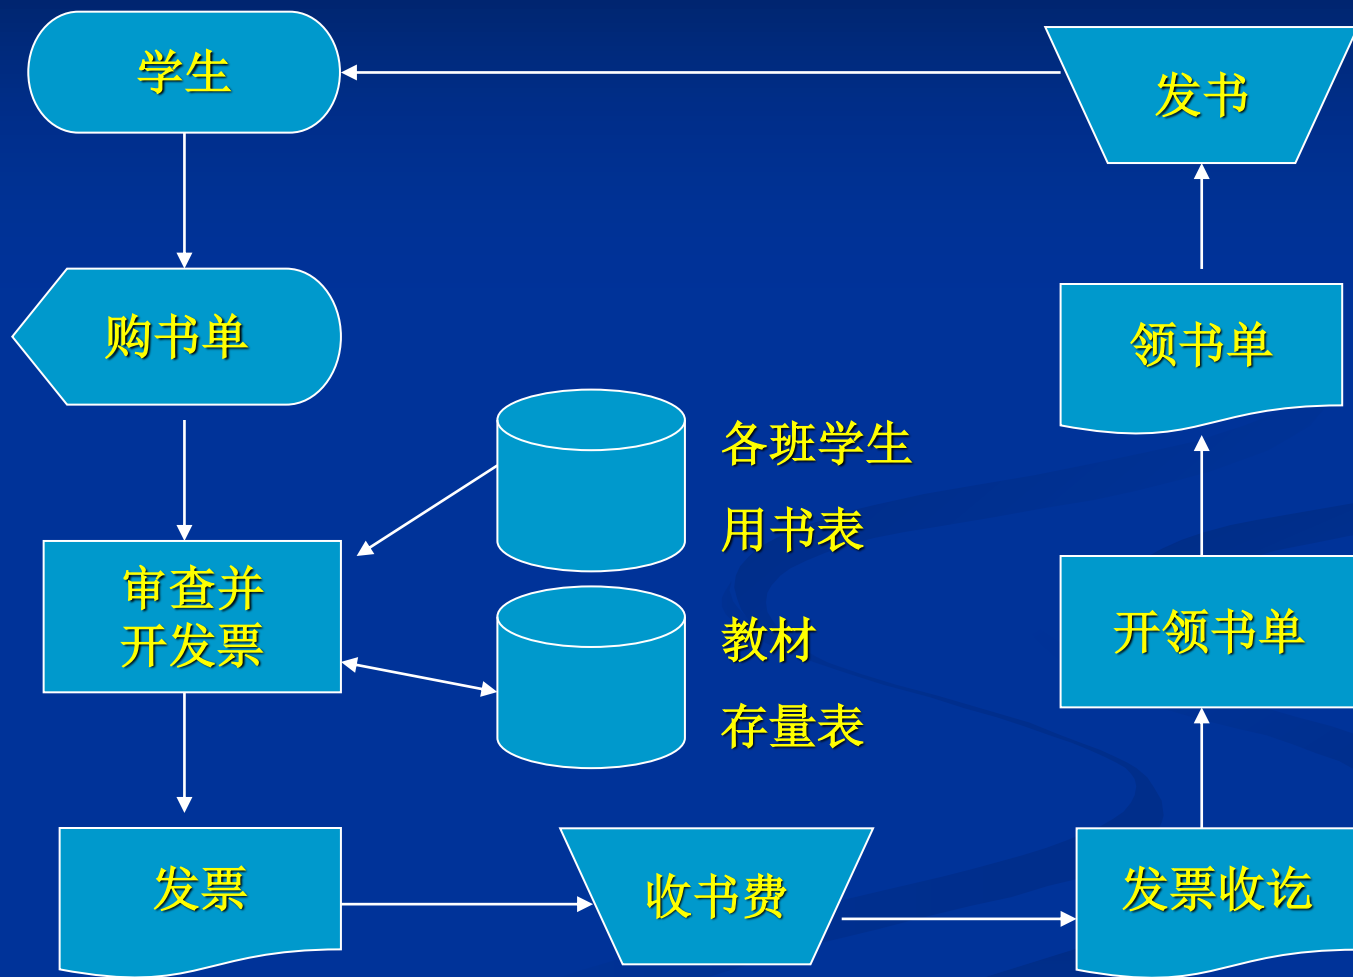 学生
发书
购书单
领书单
各班学生
用书表
审查并
开发票
教材
存量表
开领书单
发票
收书费
发票收讫